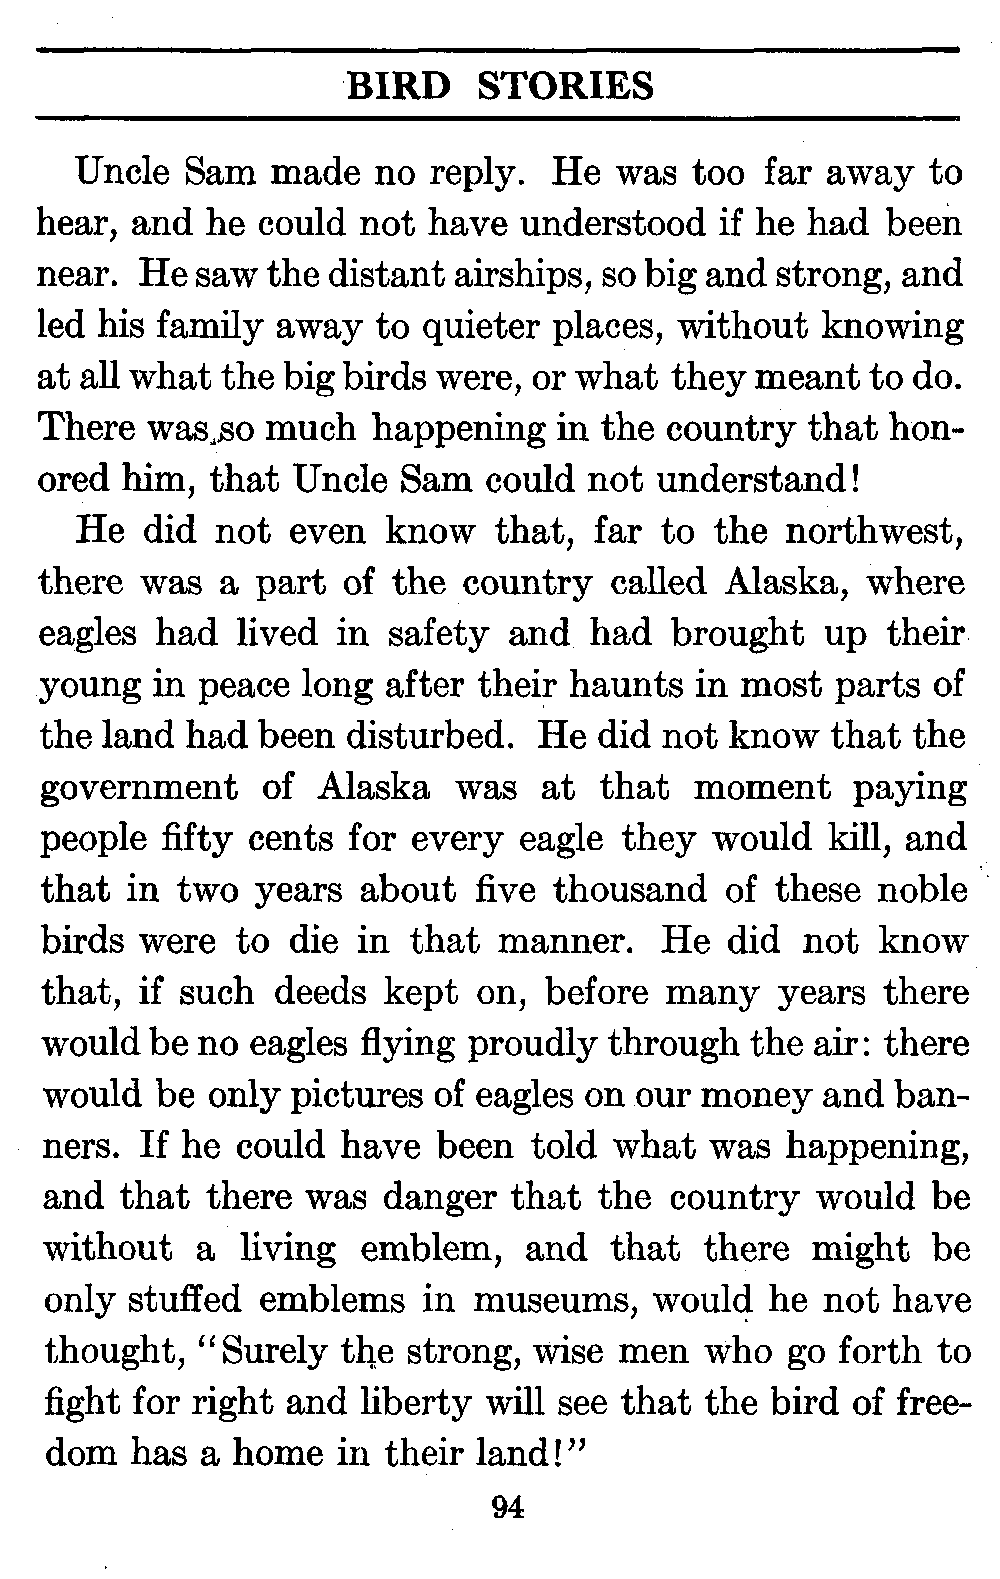 BIRD STORIES
Uncle Sam made no reply. He was too far away to
hear, and he could not have understood if he had been
near. He saw the distant airships, so big and strong, and
led his family away to quieter places, without knowing
at all what the big birds were, or what they meant to do.
There was so much happening in the country that hon-
ored him, that Uncle Sam could not understand!
He did not even know that, far to the northwest,
there was a part of the country called Alaska, where
eagles had lived in safety and had brought up their
young in peace long after their haunts in most parts of
the land had been disturbed. He did not know that the
government of Alaska was at that moment paying
people fifty cents for every eagle they would kill, and
that in two years about five thousand of these noble
birds were to die in that manner. He did not know
that, if such deeds kept on, before many years there
would be no eagles flying proudly through the air: there
would be only pictures of eagles on our money and ban-
ners. If he could have been told what was happening,
and that there was danger that the country would be
without a living emblem, and that there might be
only stuffed emblems in museums, would he not have
thought, “Surely the strong, wise men who go forth to
fight for right and liberty will see that the bird of free-
dom has a home in their land!”
94